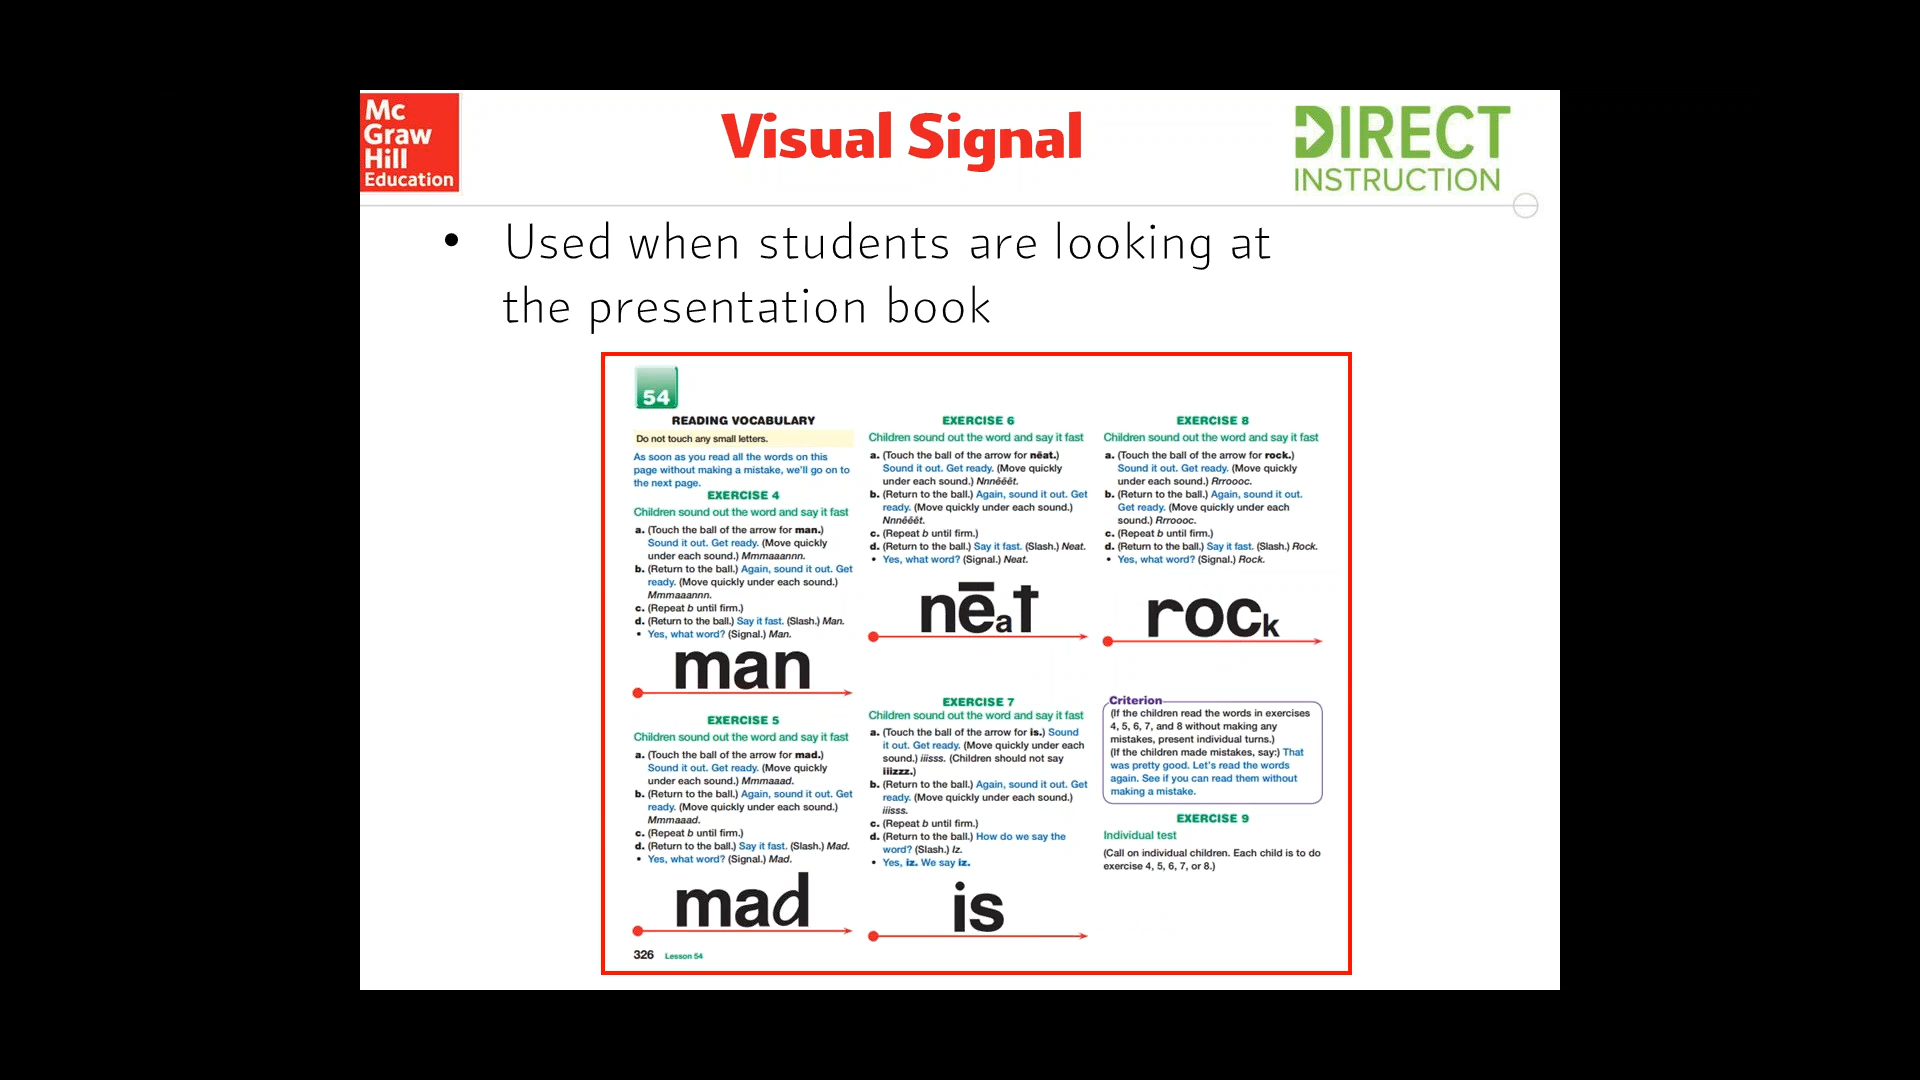 Mc
Graw
Hill
Education
Visual Signal
DIRECT
INSTRUCTION
• Used when students are looking at
the presentation book
54
READING VOCABULARY
Do not touch any small letters.
As soon as you read all the words on this
page without making a mistake, we'll go on to
the next page.
EXERCISE 4
Children sound out the word and say it fast
a. (Touch the ball of the arrow for man.)
Sound it out. Get ready. (Move quickly
under each sound.) Mmmaaannn.
b. (Return to the ball.) Again, sound it out. Get
ready. (Move quickly under each sound.)
Mmmaaannn.
c. (Repeat b until firm.)
d. (Return to the ball.) Say it fast. (Slash.) Man.
• Yes, what word? (Signal.) Man.
man
EXERCISE 5
Children sound out the word and say it fast
a. (Touch the ball of the arrow for mad.)
Sound it out. Get ready. (Move quickly
under each sound.) Mmmaaad.
b. (Return to the ball.) Again, sound it out. Get
ready. (Move quickly under each sound.)
Mmmaaad.
c. (Repeat b until firm.)
d. (Return to the ball.) Say it fast. (Slash.) Mad.
• Yes, what word? (Signal.) Mad.
mad
326 Lesson 54
EXERCISE 6
Children sound out the word and say it fast
a. (Touch the ball of the arrow for nēat.)
Sound it out. Get ready. (Move quickly
under each sound.) Nnnēēēt.
b. (Return to the ball.) Again, sound it out. Get
ready. (Move quickly under each sound.)
Nnnēēēt.
c. (Repeat b until firm.)
d. (Return to the ball.) Say it fast. (Slash.) Neat.
• Yes, what word? (Signal.) Neat.
nēat
EXERCISE 7
Children sound out the word and say it fast
a. (Touch the ball of the arrow for is.) Sound
it out. Get ready. (Move quickly under each
sound.) iiisss. (Children should not say
iiizzz.)
b. (Return to the ball.) Again, sound it out. Get
ready. (Move quickly under each sound.)
iiisss.
c. (Repeat b until firm.)
d. (Return to the ball.) How do we say the
word? (Slash.) Iz.
• Yes, iz. We say iz.
is
EXERCISE 8
Children sound out the word and say it fast
a. (Touch the ball of the arrow for rock.)
Sound it out. Get ready. (Move quickly
under each sound.) Rrroooc.
b. (Return to the ball.) Again, sound it out.
Get ready. (Move quickly under each
sound.) Rrroooc.
c. (Repeat b until firm.)
d. (Return to the ball.) Say it fast. (Slash.) Rock.
• Yes, what word? (Signal.) Rock.
rock
Criterion
(If the children read the words in exercises
4, 5, 6, 7, and 8 without making any
mistakes, present individual turns.)
(If the children made mistakes, say:) That
was pretty good. Let's read the words
again. See if you can read them without
making a mistake.
EXERCISE 9
Individual test
(Call on individual children. Each child is to do
exercise 4, 5, 6, 7, or 8.)